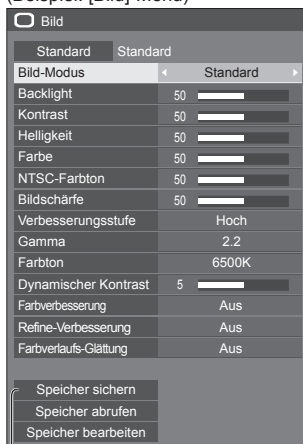 (Beispiel: [Bild]-Menü)
Bild
Standard Standard
Bild-Modus Standard
Backlight 50
Kontrast 50
Helligkeit 50
Farbe 50
NTSC-Farbton 50
Bildschärfe 50
Verbesserungsstufe Hoch
Gamma 2.2
Farbton 6500K
Dynamischer Kontrast 5
Farbverbesserung Aus
Refine-Verbesserung Aus
Farbverlaufs-Glättung Aus
Speicher sichern
Speicher abrufen
Speicher bearbeiten